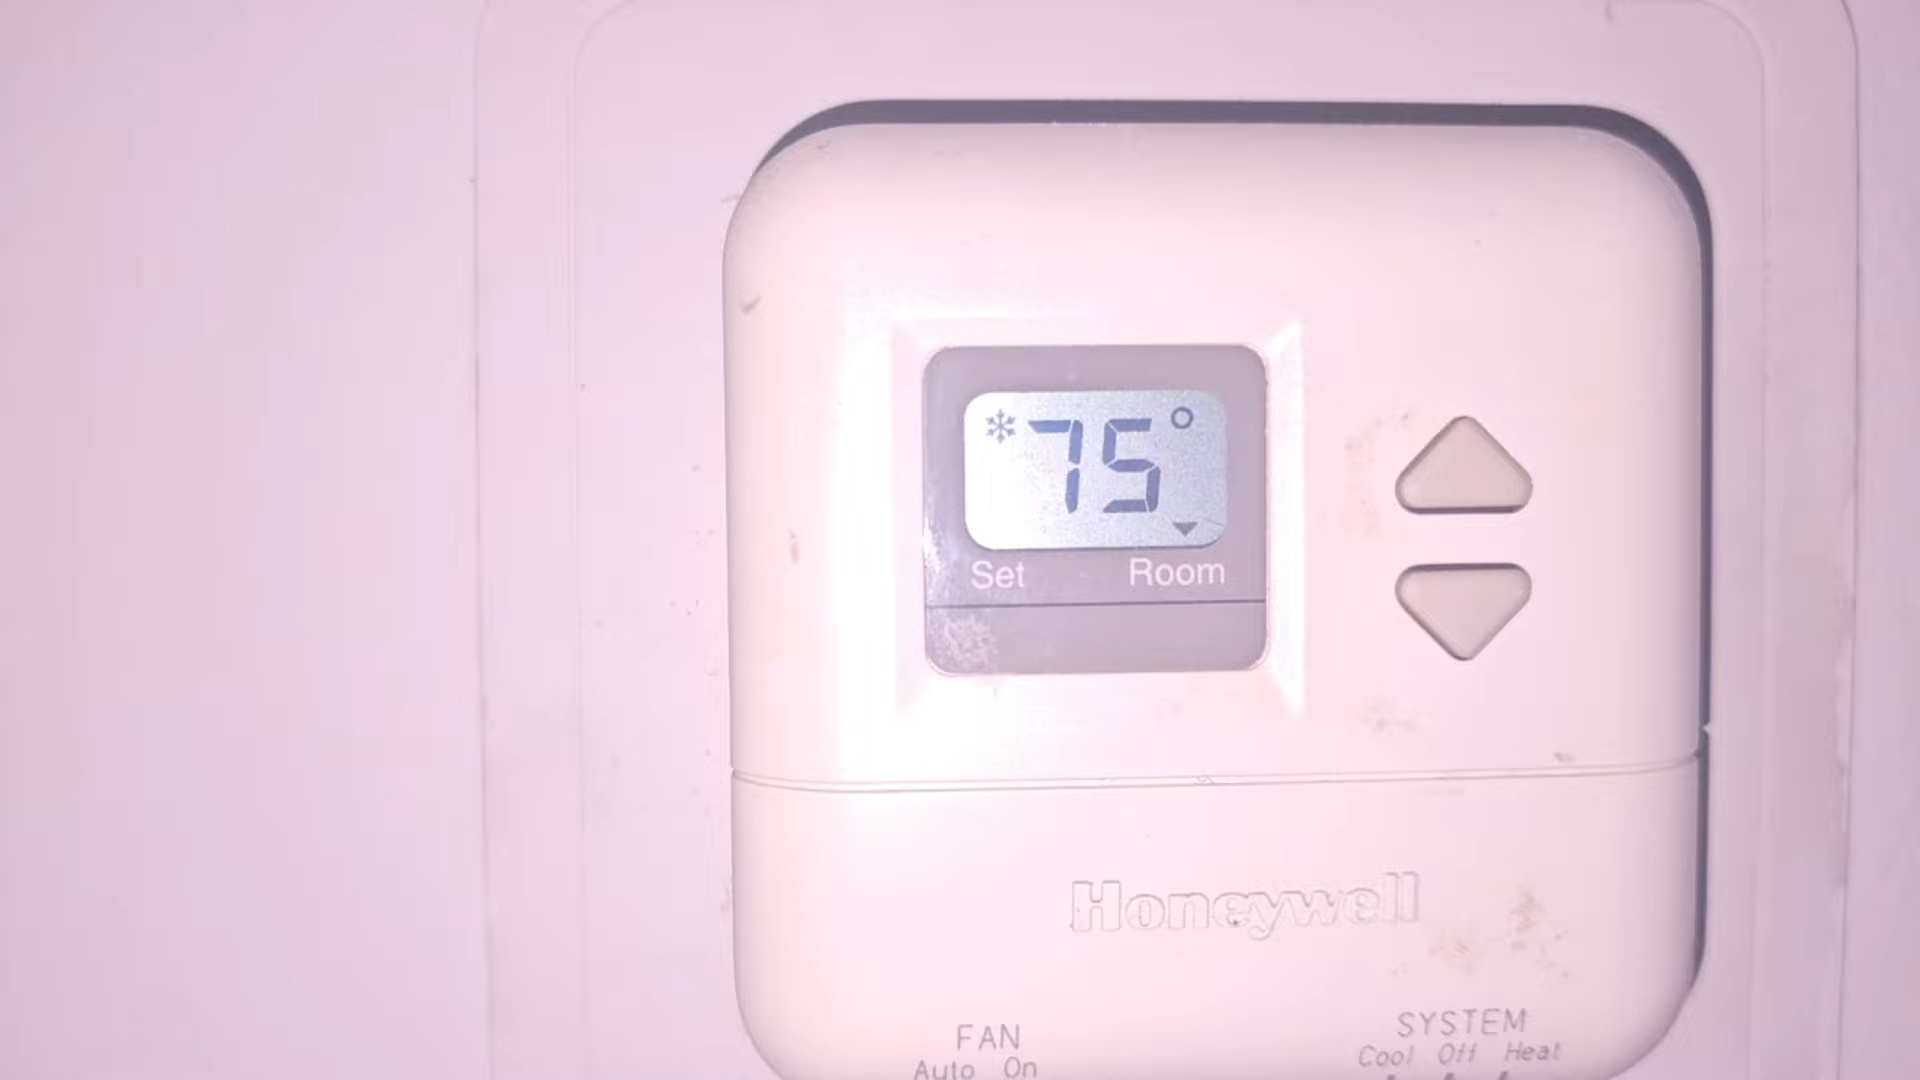 75°
Set Room
Honeywell
FAN
Auto On
SYSTEM
Cool Off Heat